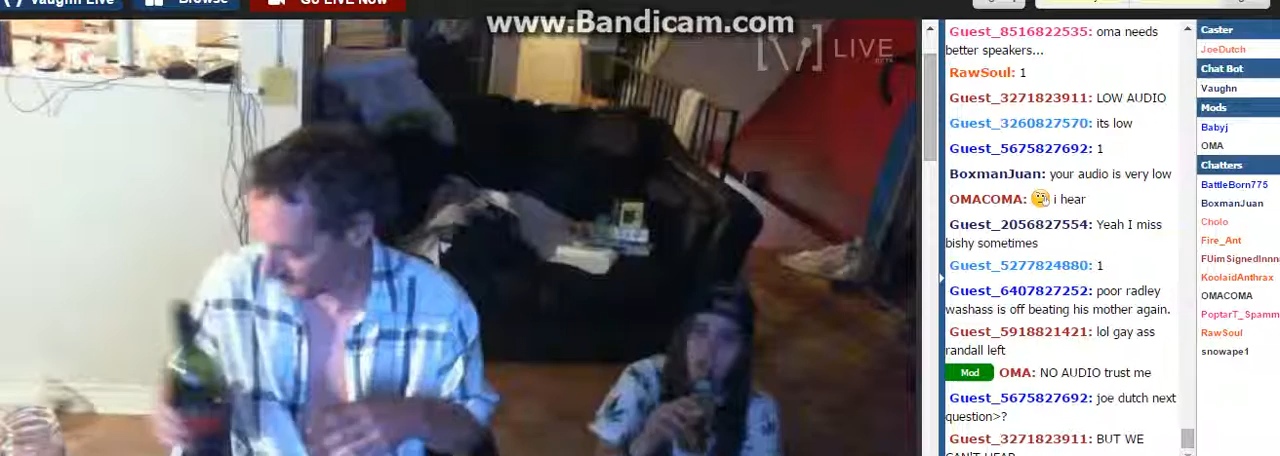 Vaughn Live
Browse
Go LIVE Now
www.Bandicam.com
[\/] LIVE
BETA
Guest_8516822535: oma needs
better speakers...
RawSoul: 1
Guest_3271823911: LOW AUDIO
Guest_3260827570: its low
Guest_5675827692: 1
BoxmanJuan: your audio is very low
OMACOMA: i hear
Guest_2056827554: Yeah I miss
bishy sometimes
Guest_5277824880: 1
Guest_6407827252: poor radley
washass is off beating his mother again.
Guest_5918821421: lol gay ass
randall left
Mod OMA: NO AUDIO trust me
Guest_5675827692: joe dutch next
question>?
Guest_3271823911: BUT WE
CAN'T HEAR
Caster
JoeDutch
Chat Bot
Vaughn
Mods
Babyj
OMA
Chatters
BattleBorn775
BoxmanJuan
Cholo
Fire_Ant
FUimSignedInnn
KoolaidAnthrax
OMACOMA
PoptarT_Spamm
RawSoul
snowape1